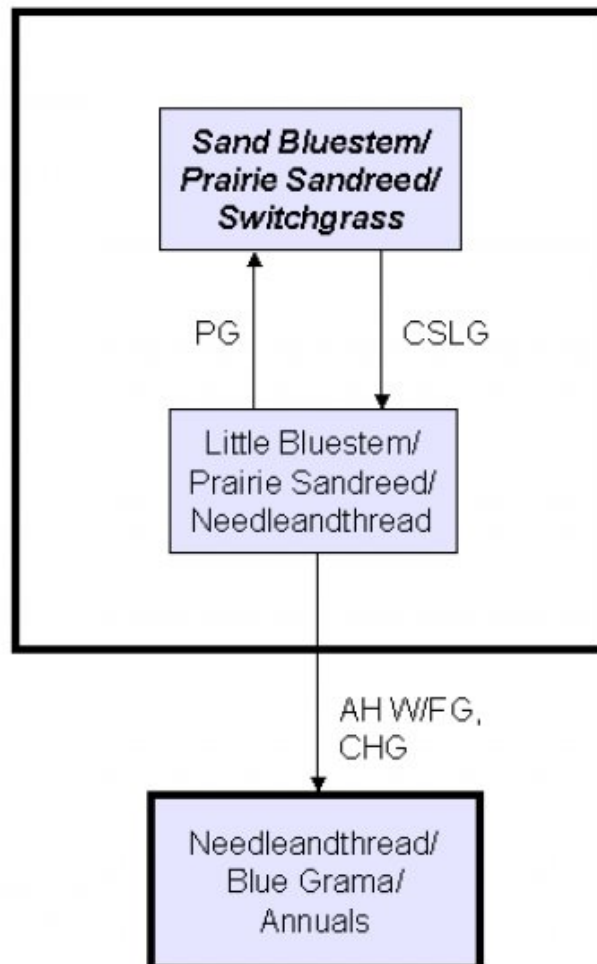 Sand Bluestem/
Prairie Sandreed/
Switchgrass
PG
CSLG
Little Bluestem/
Prairie Sandreed/
Needleandthread
AH W/FG,
CHG
Needleandthread/
Blue Grama/
Annuals